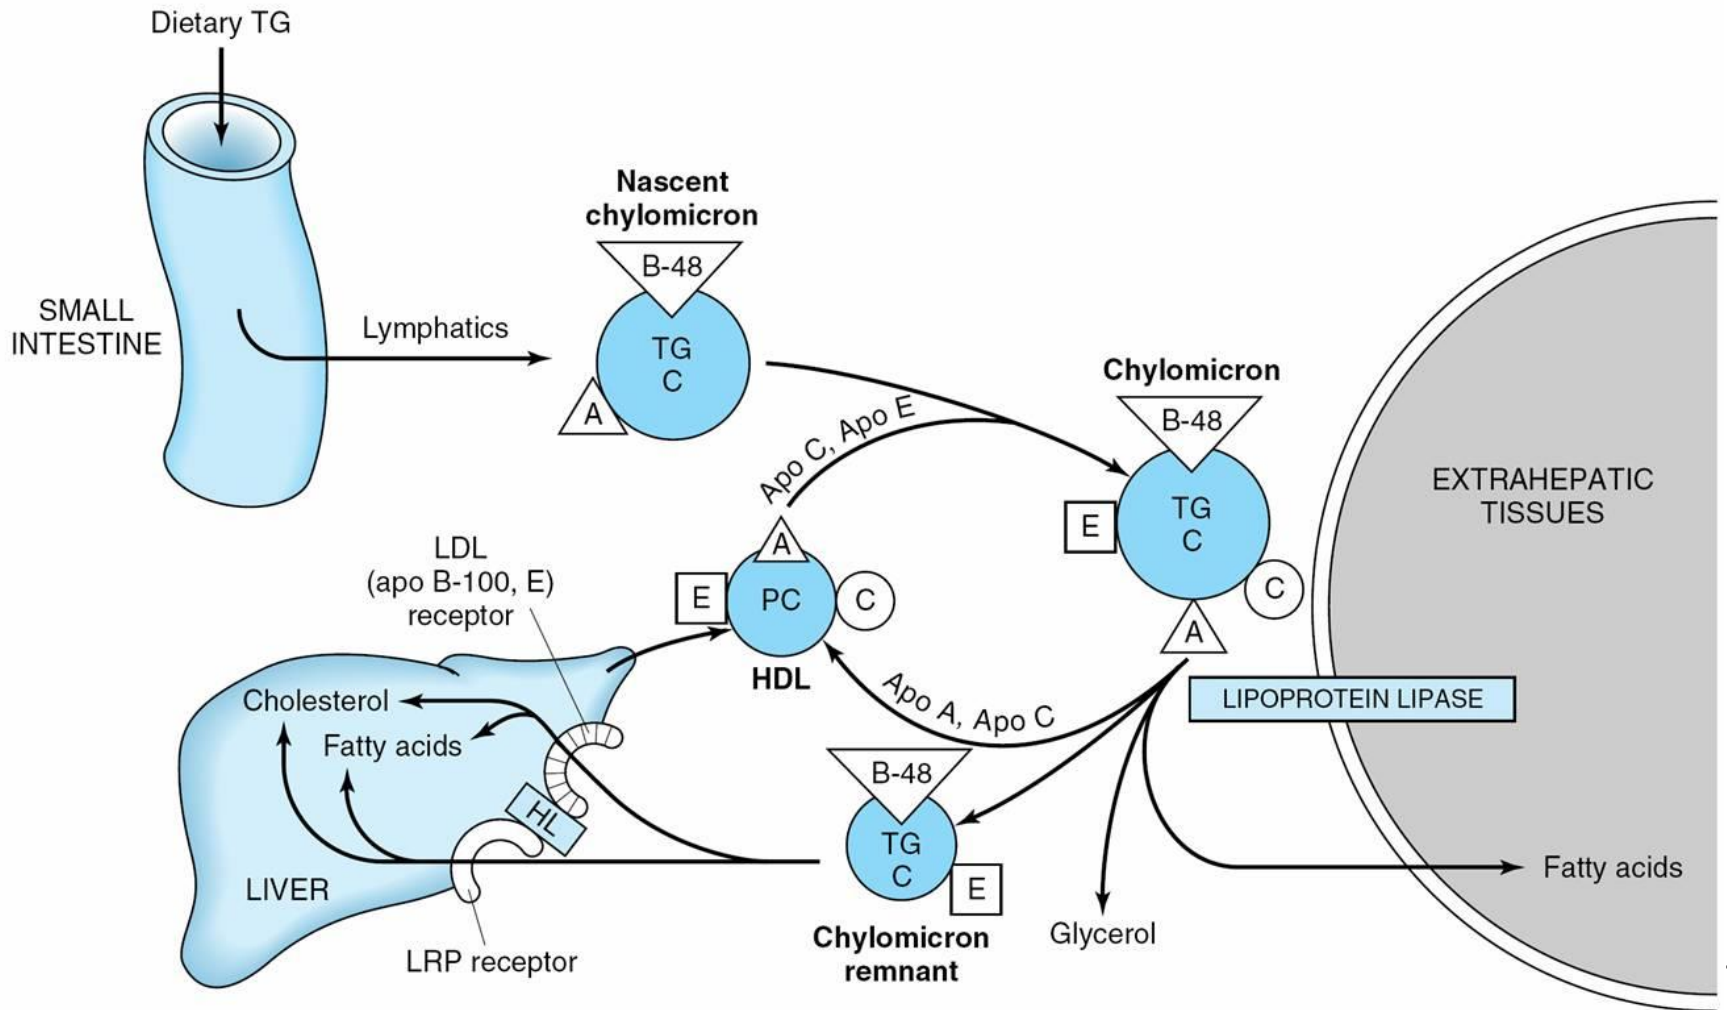 Dietary TG
SMALL
INTESTINE
Lymphatics
Nascent
chylomicron
B-48
TG
C
A
Apo C, Apo E
Chylomicron
B-48
TG
C
E
C
A
EXTRAHEPATIC
TISSUES
LIPOPROTEIN LIPASE
LDL
(apo B-100, E)
receptor
A
E
PC
C
HDL
Apo A, Apo C
Cholesterol
Fatty acids
HL
LIVER
LRP receptor
B-48
TG
C
E
Chylomicron
remnant
Glycerol
Fatty acids